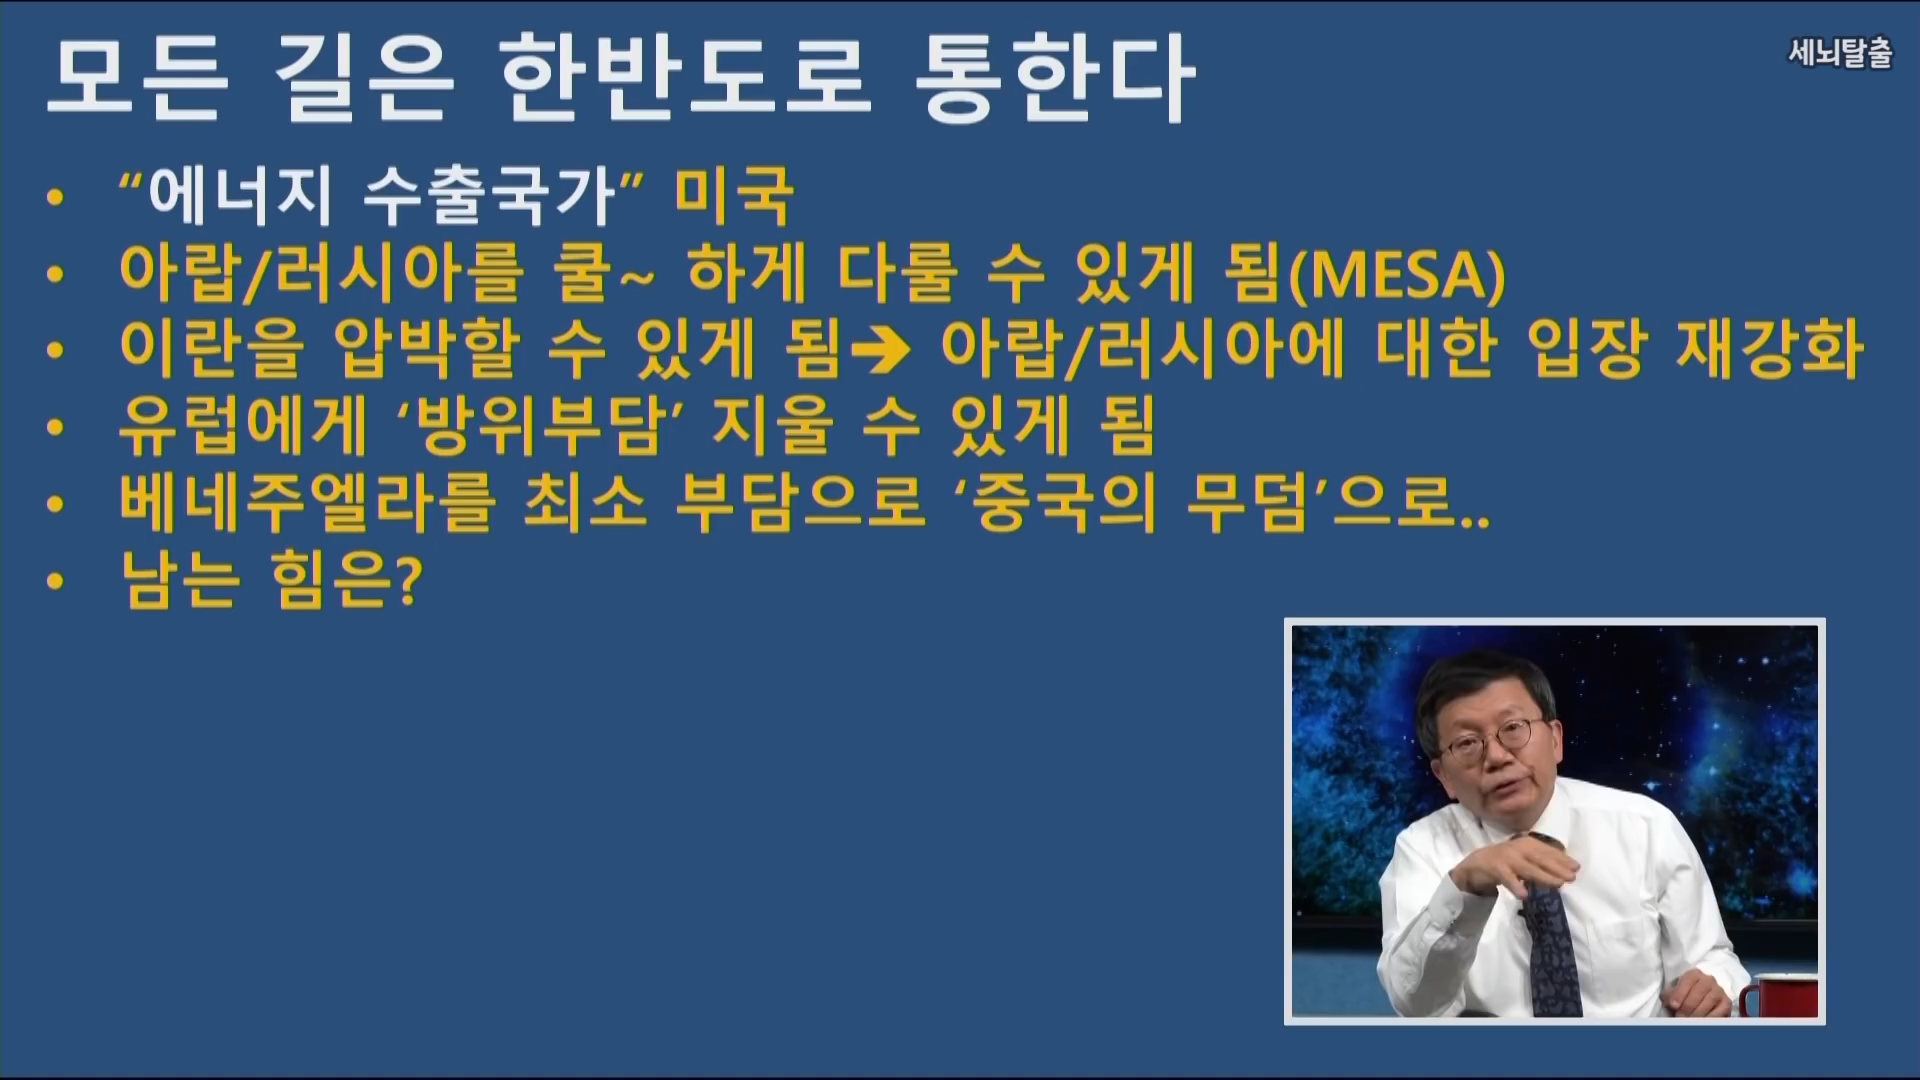 모든 길은 한반도로 통한다
세뇌탈출
• “에너지 수출국가” 미국
• 아랍/러시아를 쿨~ 하게 다룰 수 있게 됨(MESA)
• 이란을 압박할 수 있게 됨➔ 아랍/러시아에 대한 입장 재강화
• 유럽에게 ‘방위부담’ 지울 수 있게 됨
• 베네주엘라를 최소 부담으로 ‘중국의 무덤’으로..
• 남는 힘은?